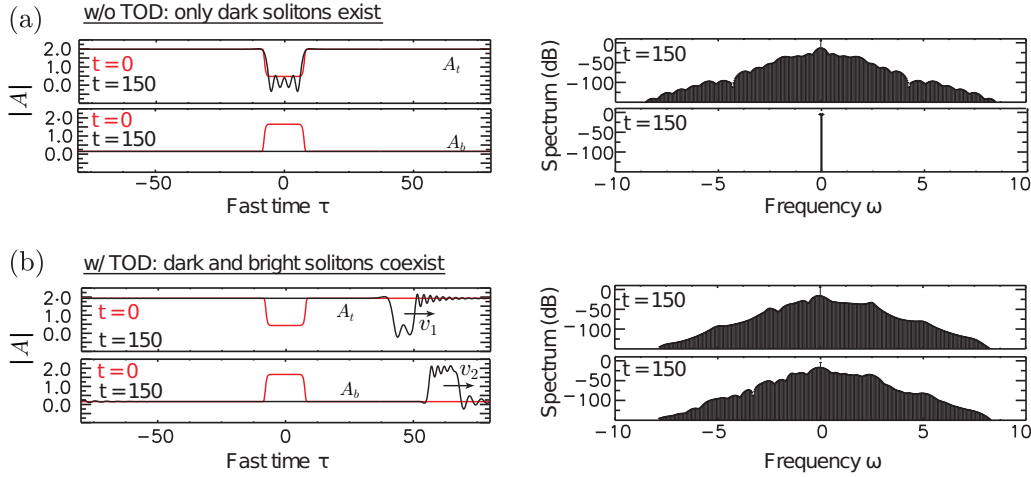 (a) w/o TOD: only dark solitons exist
|A|
2.0
1.0
0.0
t = 0
t = 150
A_t
2.0
1.0
0.0
t = 0
t = 150
A_b
−50 0 50
Fast time τ
Spectrum (dB)
0
−50
−100
t = 150
0
−50
−100
t = 150
−10 −5 0 5 10
Frequency ω
(b) w/ TOD: dark and bright solitons coexist
|A|
2.0
1.0
0.0
t = 0
t = 150
A_t
v_1
2.0
1.0
0.0
t = 0
t = 150
A_b
v_2
−50 0 50
Fast time τ
Spectrum (dB)
0
−50
−100
t = 150
0
−50
−100
t = 150
−10 −5 0 5 10
Frequency ω